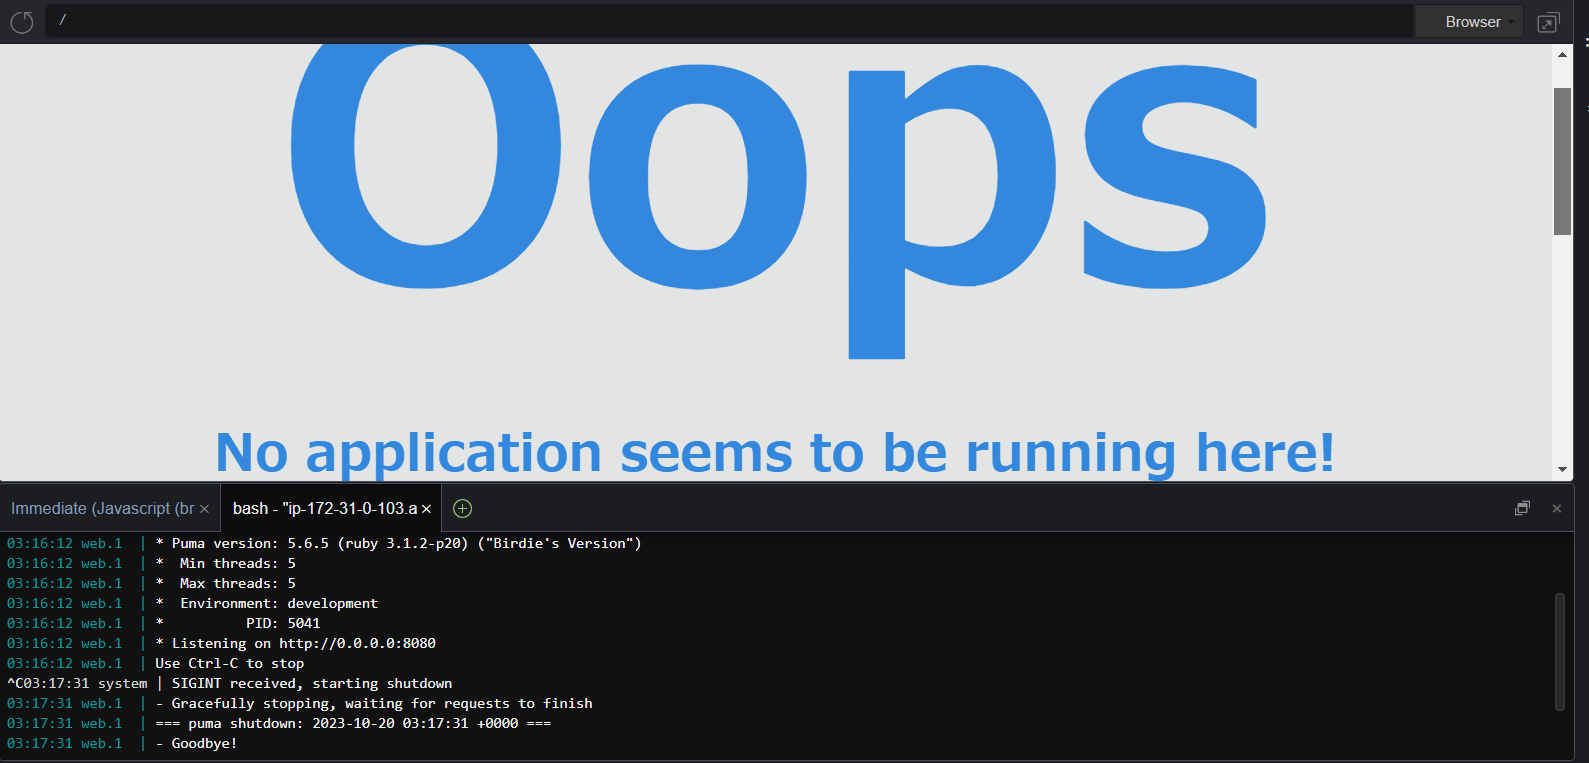 /
Browser
Oops
No application seems to be running here!
Immediate (Javascript (br
bash - "ip-172-31-0-103.a
03:16:12 web.1  | * Puma version: 5.6.5 (ruby 3.1.2-p20) ("Birdie's Version")
03:16:12 web.1  | *  Min threads: 5
03:16:12 web.1  | *  Max threads: 5
03:16:12 web.1  | *  Environment: development
03:16:12 web.1  | *          PID: 5041
03:16:12 web.1  | * Listening on http://0.0.0.0:8080
03:16:12 web.1  | Use Ctrl-C to stop
^C03:17:31 system | SIGINT received, starting shutdown
03:17:31 web.1  | - Gracefully stopping, waiting for requests to finish
03:17:31 web.1  | === puma shutdown: 2023-10-20 03:17:31 +0000 ===
03:17:31 web.1  | - Goodbye!